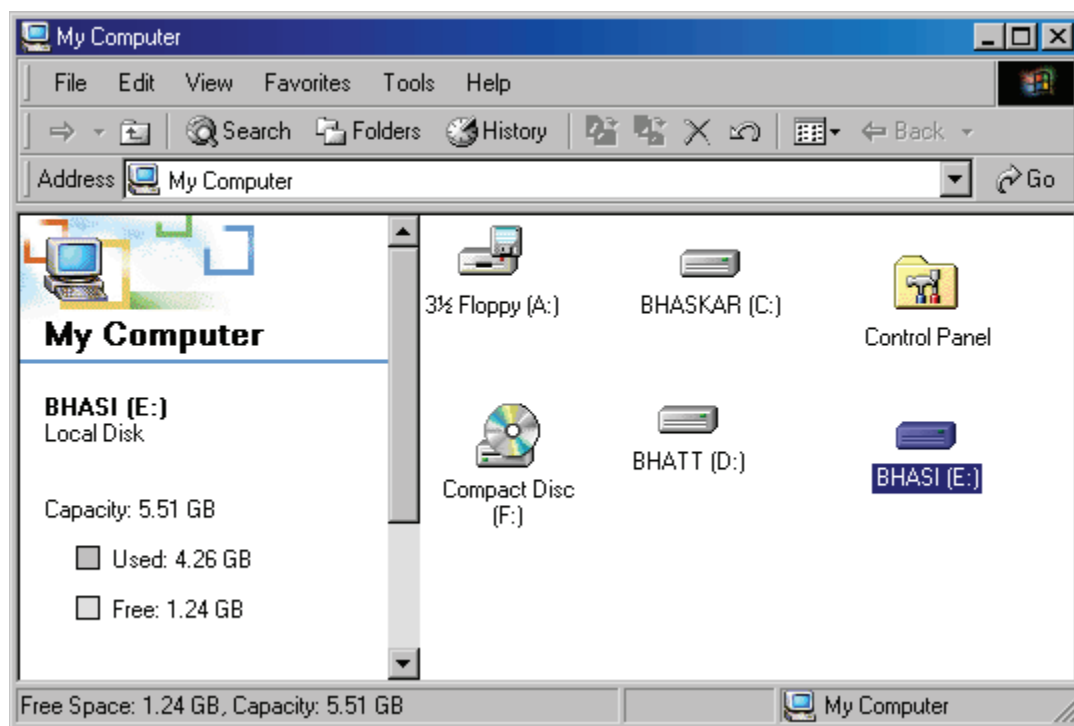 My Computer
File Edit View Favorites Tools Help
Search Folders History Back
Address My Computer Go
My Computer
BHASI (E:)
Local Disk
Capacity: 5.51 GB
Used: 4.26 GB
Free: 1.24 GB
3½ Floppy (A:)
BHASKAR (C:)
Control Panel
Compact Disc
(F:)
BHATT (D:)
BHASI (E:)
Free Space: 1.24 GB, Capacity: 5.51 GB
My Computer